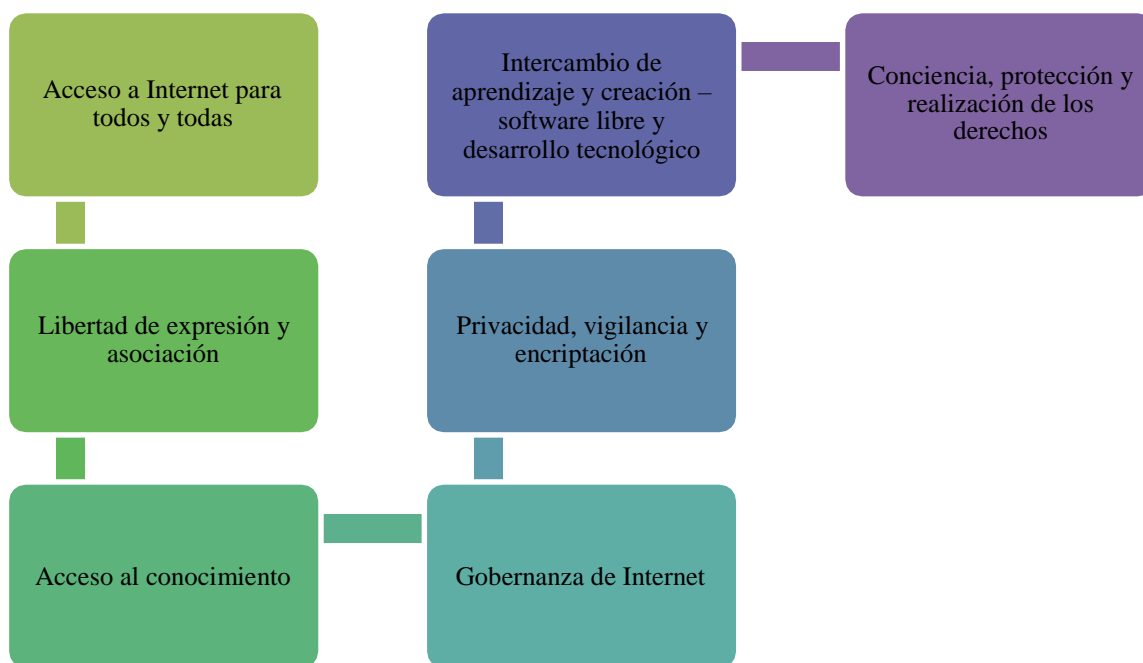 Acceso a Internet para
todos y todas
Libertad de expresión y
asociación
Acceso al conocimiento
Gobernanza de Internet
Privacidad, vigilancia y
encriptación
Intercambio de
aprendizaje y creación –
software libre y
desarrollo tecnológico
Conciencia, protección y
realización de los
derechos